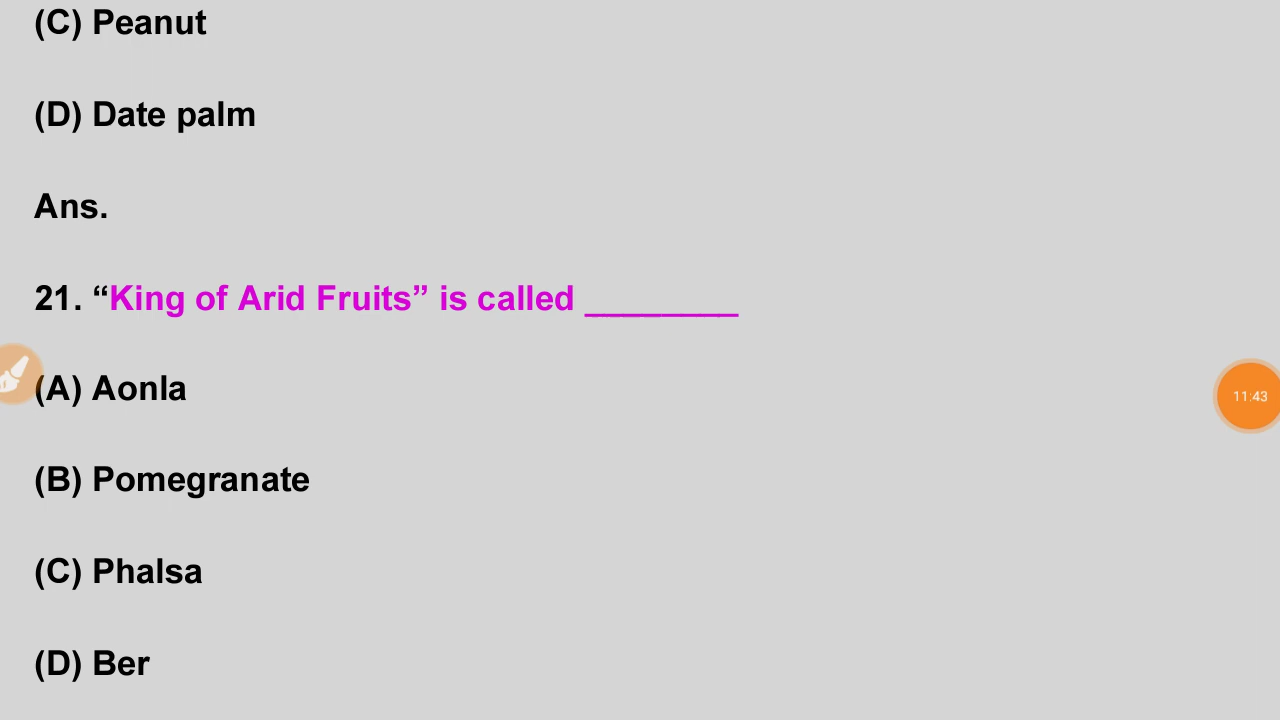 (C) Peanut
(D) Date palm
Ans.
21. “King of Arid Fruits” is called ________
(A) Aonla
(B) Pomegranate
(C) Phalsa
(D) Ber
11:43